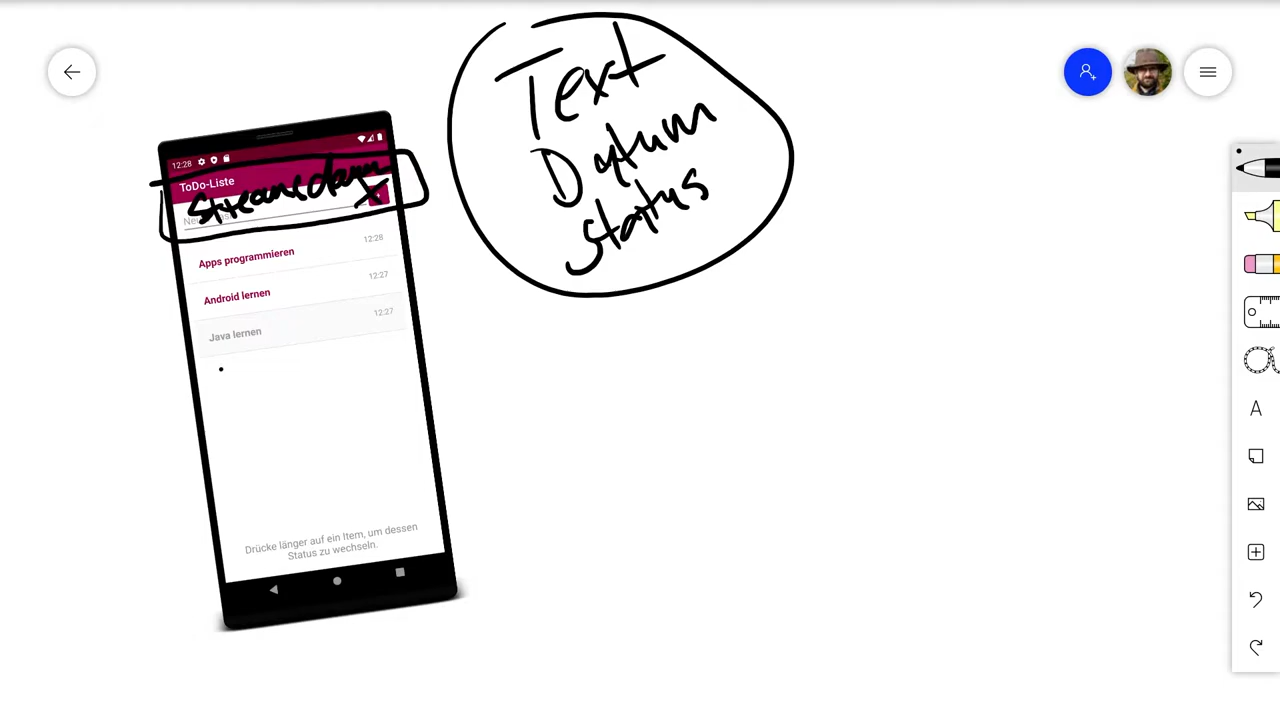 Text
Datum
Status
12:28
ToDo-Liste
Apps programmieren 12:28
Android lernen 12:27
Java lernen 12:27
Drücke länger auf ein Item, um dessen
Status zu wechseln.
A